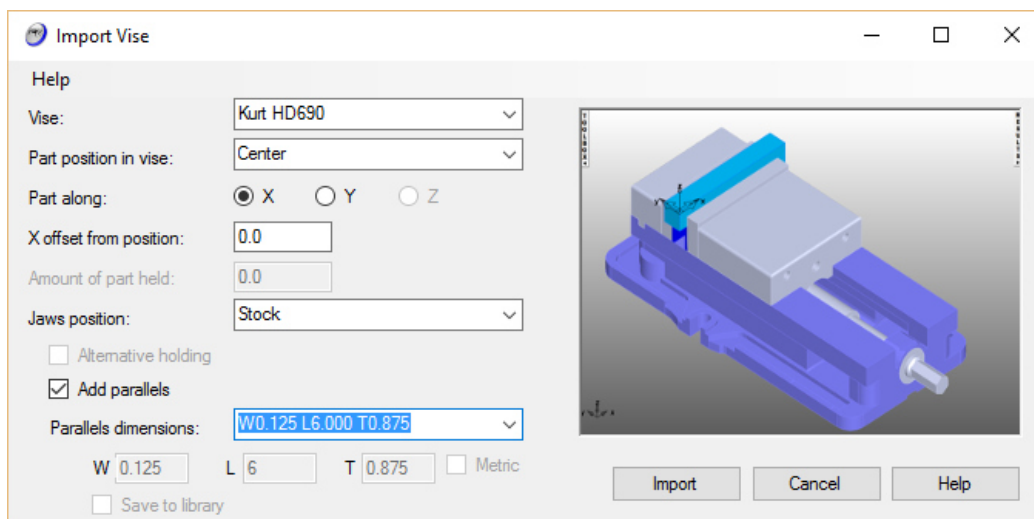 Import Vise
Help
Vise: Kurt HD690
Part position in vise: Center
Part along: X Y Z
X offset from position: 0.0
Amount of part held: 0.0
Jaws position: Stock
Alternative holding
Add parallels
Parallels dimensions: W0.125 L6.000 T0.875
W 0.125 L 6 T 0.875 Metric
Save to library
TOOLBOX
RESULTS
Import Cancel Help